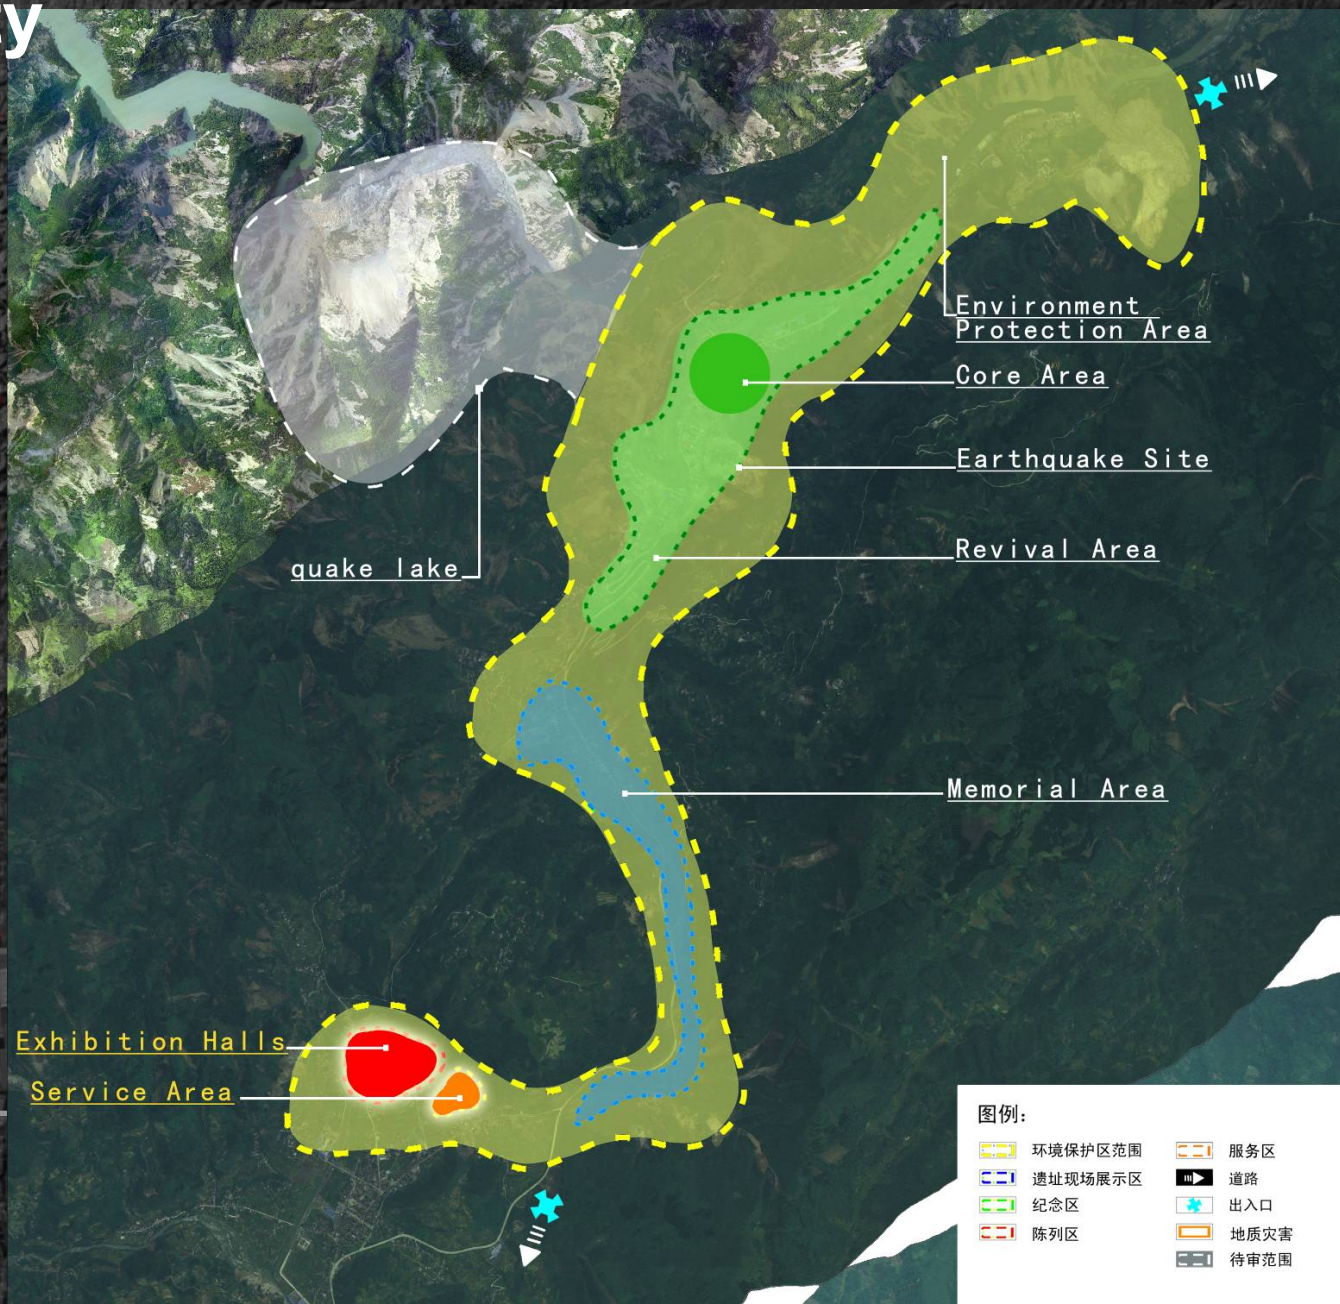 y
Environment
Protection Area
Core Area
Earthquake Site
Revival Area
quake lake
Memorial Area
Exhibition Halls
Service Area
图例:
环境保护区范围
遗址现场展示区
纪念区
陈列区
服务区
道路
出入口
地质灾害
待审范围